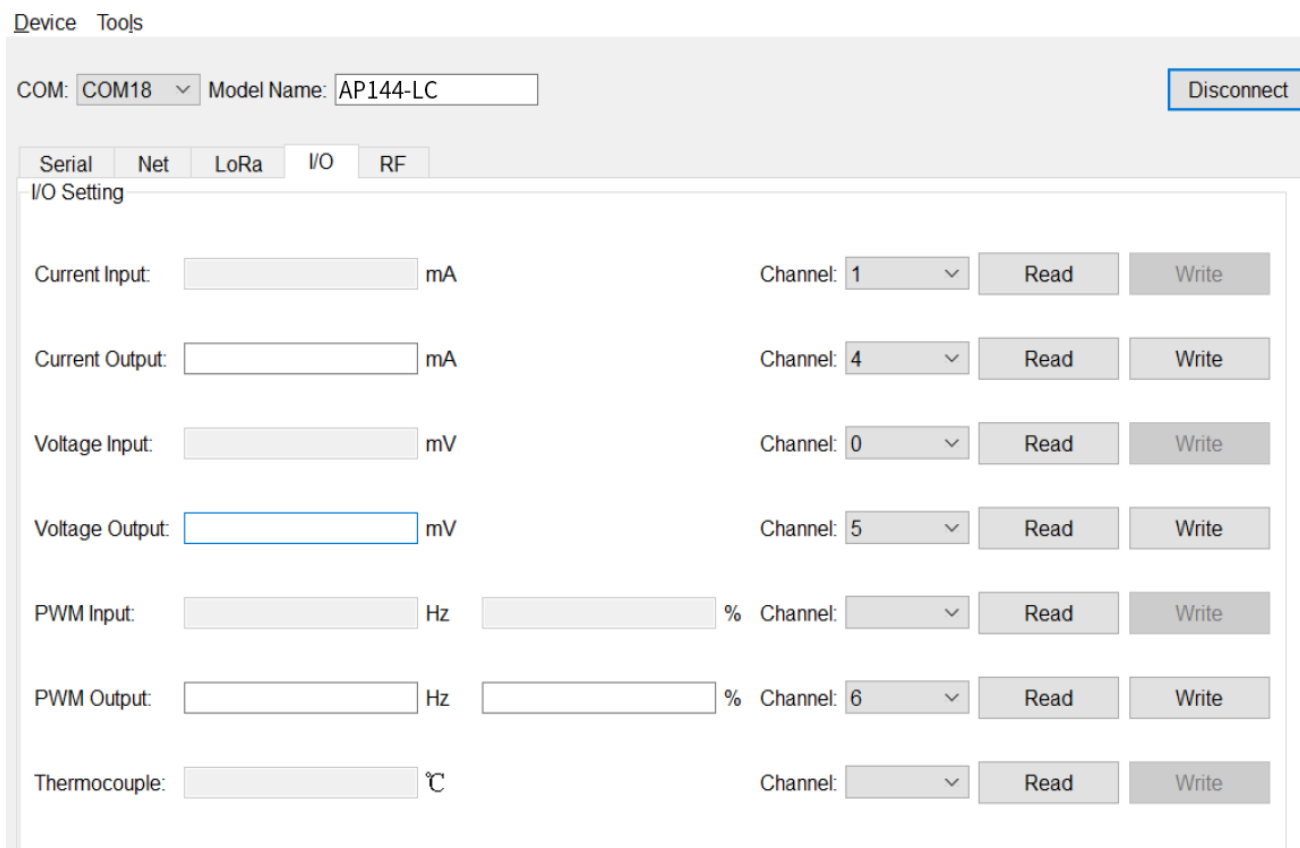 Device Tools
COM: COM18 Model Name: AP144-LC Disconnect
Serial Net LoRa I/O RF
I/O Setting
Current Input: mA Channel: 1 Read Write
Current Output: mA Channel: 4 Read Write
Voltage Input: mV Channel: 0 Read Write
Voltage Output: mV Channel: 5 Read Write
PWM Input: Hz % Channel: Read Write
PWM Output: Hz % Channel: 6 Read Write
Thermocouple: ℃ Channel: Read Write